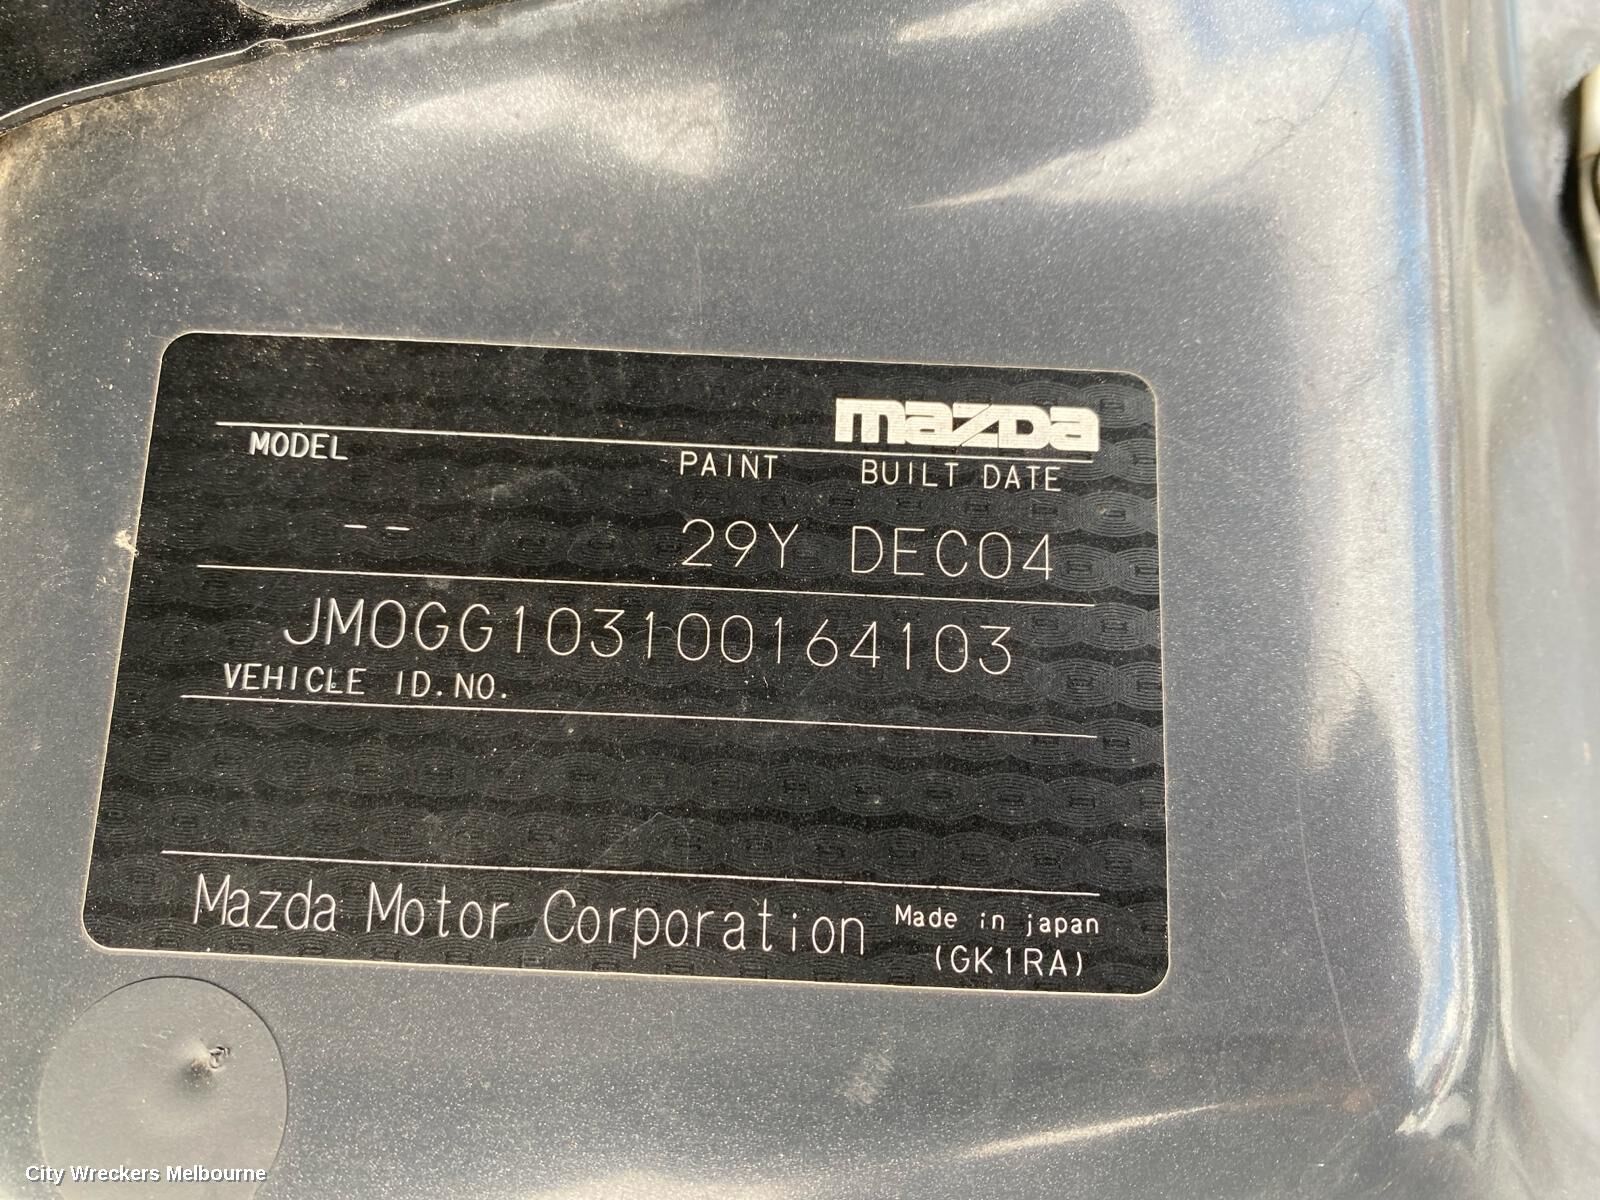 mazda
MODEL PAINT BUILT DATE
-- 29Y DEC04
JM0GG103100164103
VEHICLE ID.NO.
Mazda Motor Corporation Made in japan
(GK1RA)
City Wreckers Melbourne